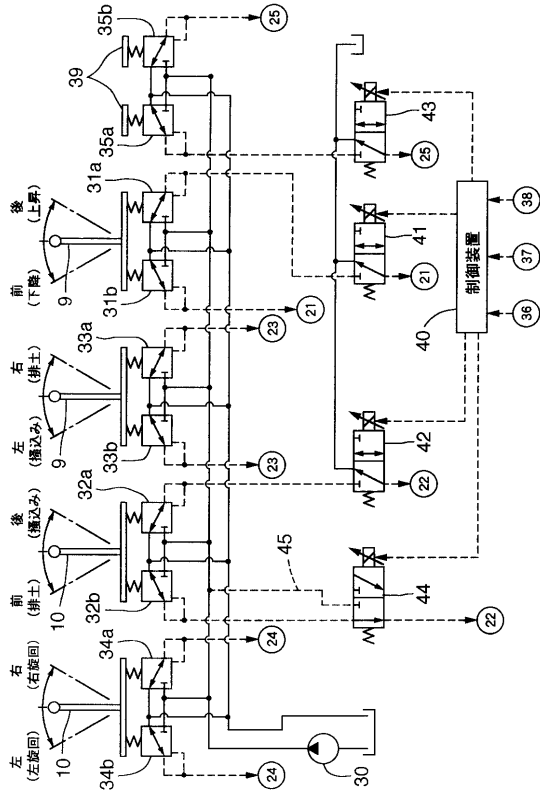 左
(左旋回)
右
(右旋回)
前
(排土)
後
(掻込み)
左
(掻込み)
右
(排土)
前
(下降)
後
(上昇)
10
10
9
9
39
34b
34a
32b
32a
33b
33a
31b
31a
35a
35b
24
24
23
23
21
25
45
30
44
42
41
43
22
22
21
25
40
制御装置
36
37
38